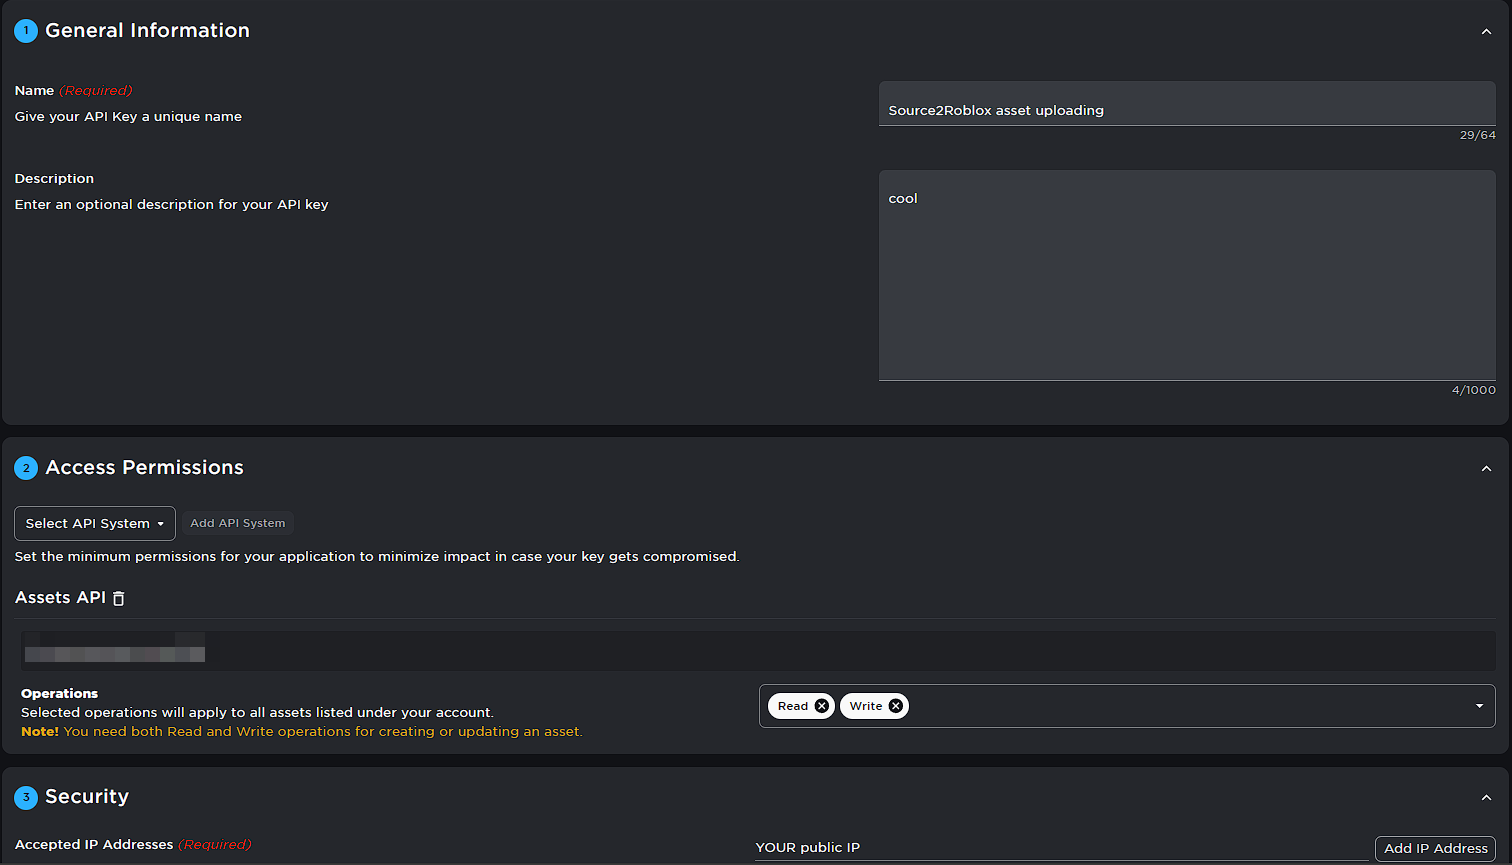 1 General Information
Name (Required)
Give your API Key a unique name
Source2Roblox asset uploading
29/64
Description
Enter an optional description for your API key
cool
4/1000
2 Access Permissions
Select API System
Add API System
Set the minimum permissions for your application to minimize impact in case your key gets compromised.
Assets API
Operations
Selected operations will apply to all assets listed under your account.
Note! You need both Read and Write operations for creating or updating an asset.
Read Write
3 Security
Accepted IP Addresses (Required)
YOUR public IP
Add IP Address